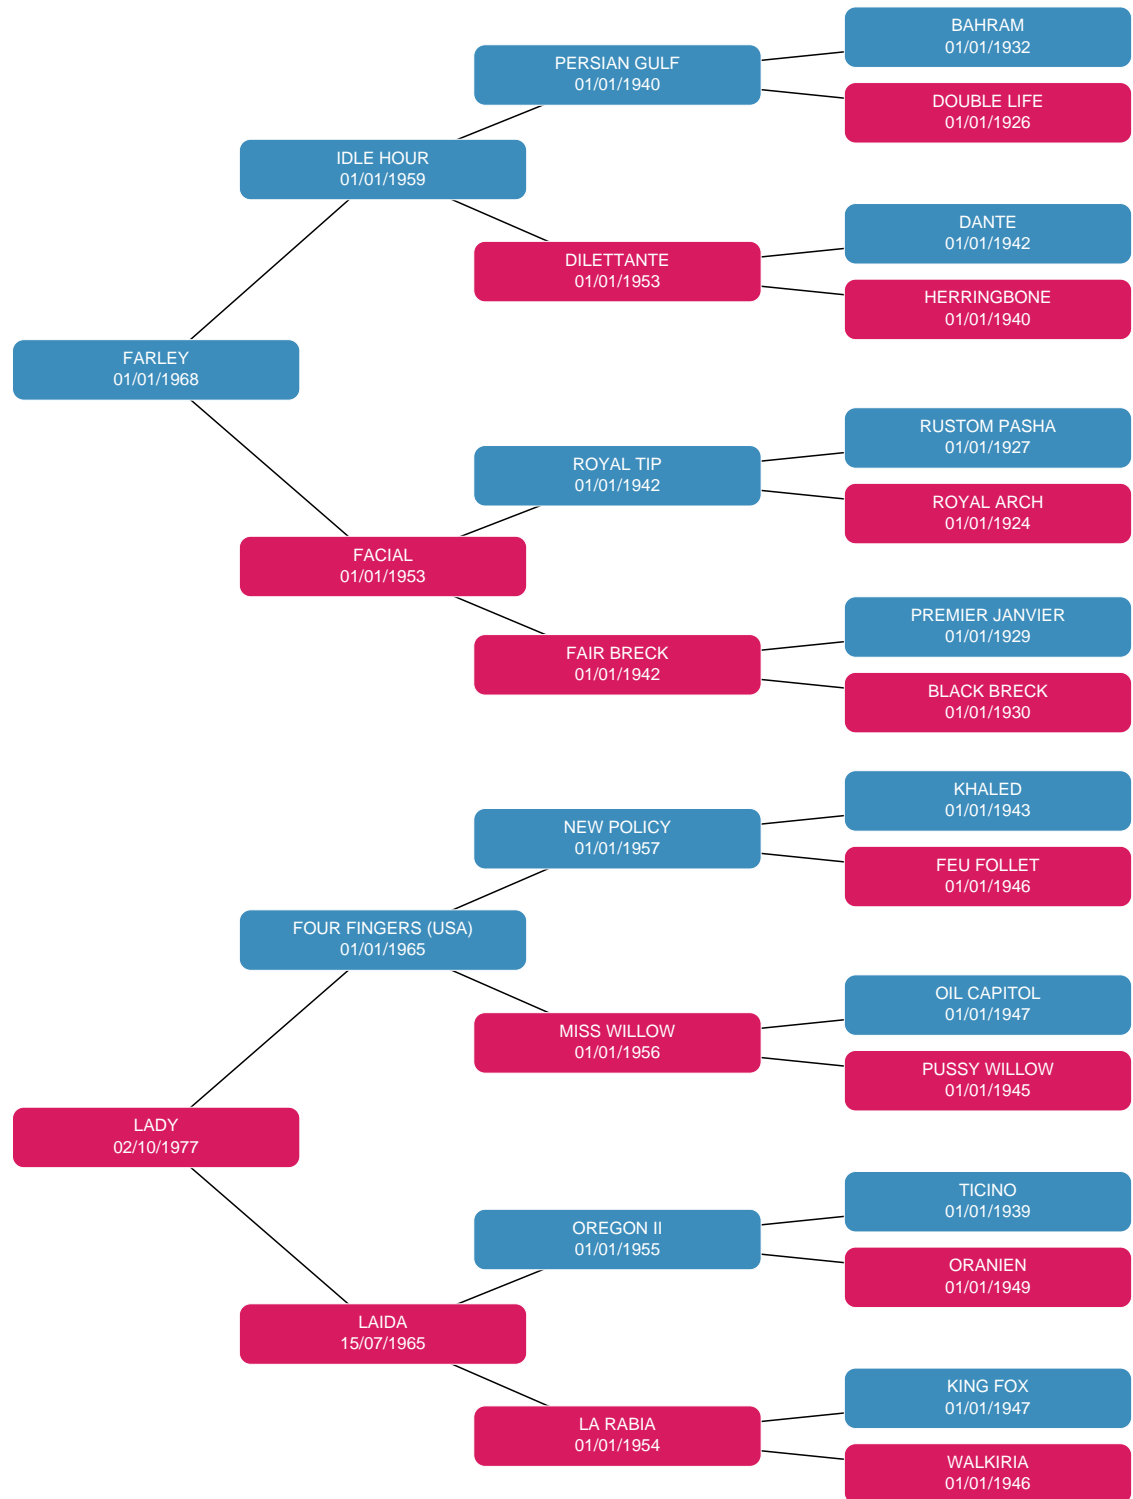 BAHRAM
01/01/1932
PERSIAN GULF
01/01/1940
DOUBLE LIFE
01/01/1926
IDLE HOUR
01/01/1959
DANTE
01/01/1942
DILETTANTE
01/01/1953
HERRINGBONE
01/01/1940
FARLEY
01/01/1968
RUSTOM PASHA
01/01/1927
ROYAL TIP
01/01/1942
ROYAL ARCH
01/01/1924
FACIAL
01/01/1953
PREMIER JANVIER
01/01/1929
FAIR BRECK
01/01/1942
BLACK BRECK
01/01/1930
KHALED
01/01/1943
NEW POLICY
01/01/1957
FEU FOLLET
01/01/1946
FOUR FINGERS (USA)
01/01/1965
OIL CAPITOL
01/01/1947
MISS WILLOW
01/01/1956
PUSSY WILLOW
01/01/1945
LADY
02/10/1977
TICINO
01/01/1939
OREGON II
01/01/1955
ORANIEN
01/01/1949
LAIDA
15/07/1965
KING FOX
01/01/1947
LA RABIA
01/01/1954
WALKIRIA
01/01/1946